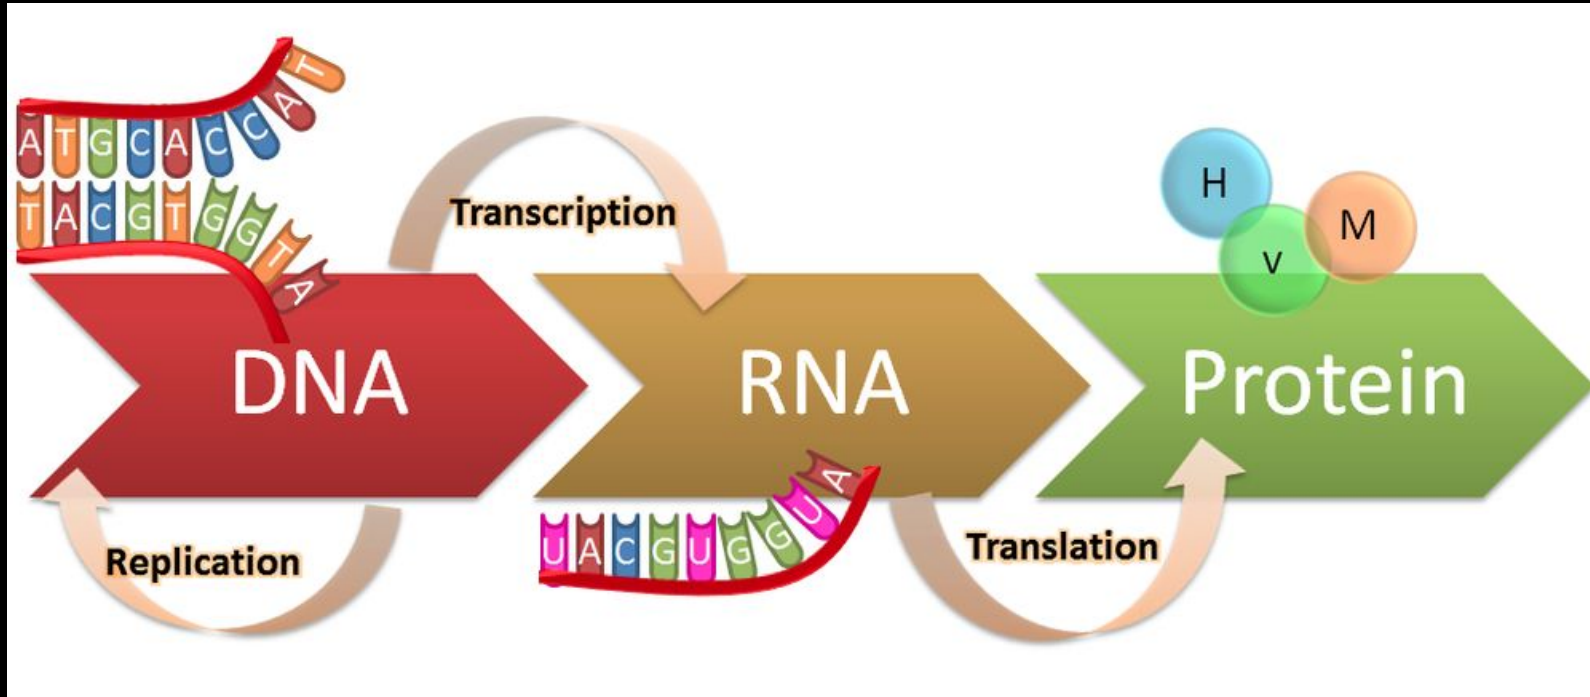 ATGCACCAT
TACGTGGTA
Transcription
H
V
M
DNA
RNA
Protein
UACGUGGUA
Replication
Translation